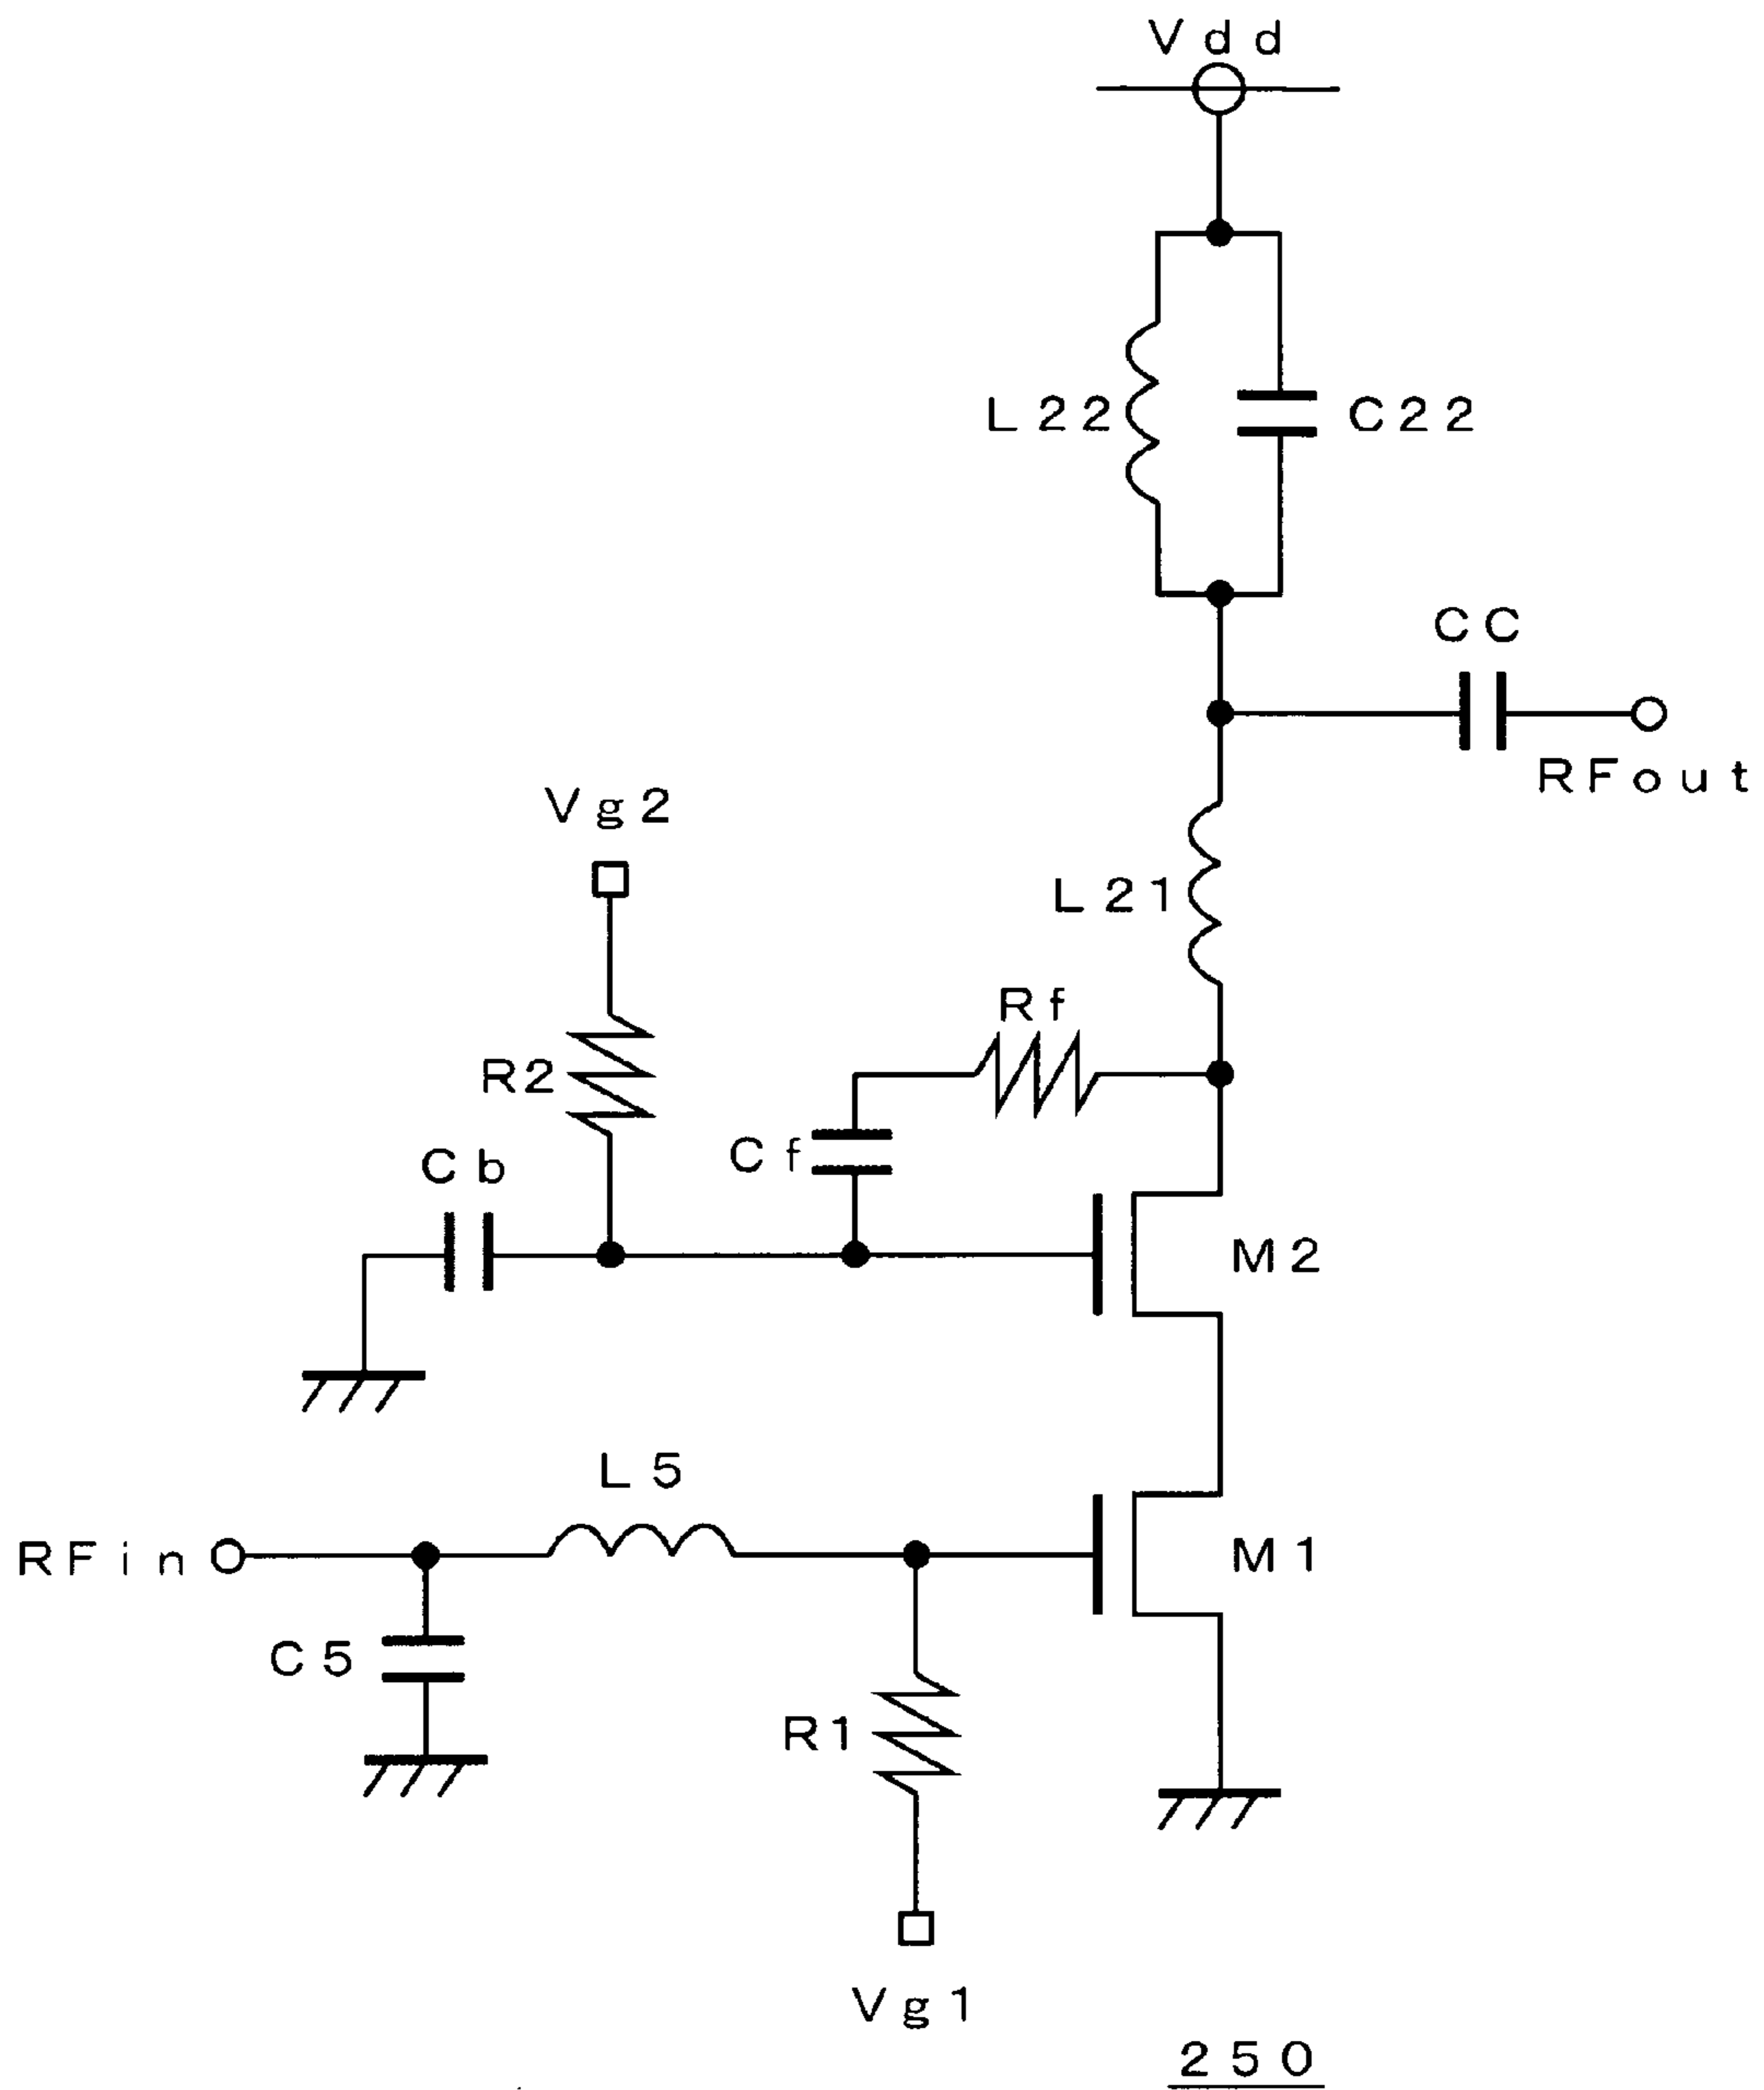 Vdd
L22
C22
CC
RFout
Vg2
L21
Rf
R2
Cf
Cb
M2
L5
RFin
M1
C5
R1
Vg1
250